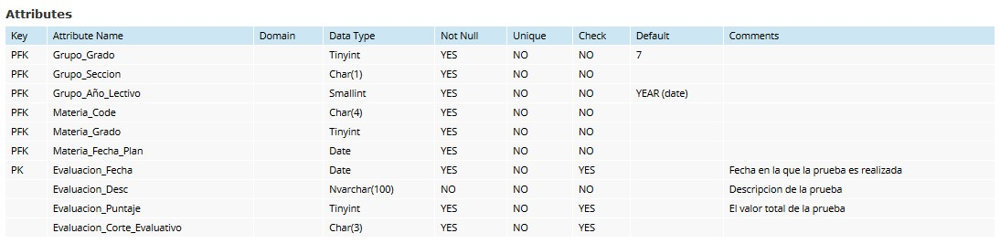 Attributes
Key Attribute Name Domain Data Type Not Null Unique Check Default Comments
PFK Grupo_Grado Tinyint YES NO NO 7
PFK Grupo_Seccion Char(1) YES NO NO
PFK Grupo_Año_Lectivo Smallint YES NO NO YEAR (date)
PFK Materia_Code Char(4) YES NO NO
PFK Materia_Grado Tinyint YES NO NO
PFK Materia_Fecha_Plan Date YES NO NO
PK Evaluacion_Fecha Date YES NO YES Fecha en la que la prueba es realizada
Evaluacion_Desc Nvarchar(100) NO NO NO Descripcion de la prueba
Evaluacion_Puntaje Tinyint YES NO YES El valor total de la prueba
Evaluacion_Corte_Evaluativo Char(3) YES NO YES